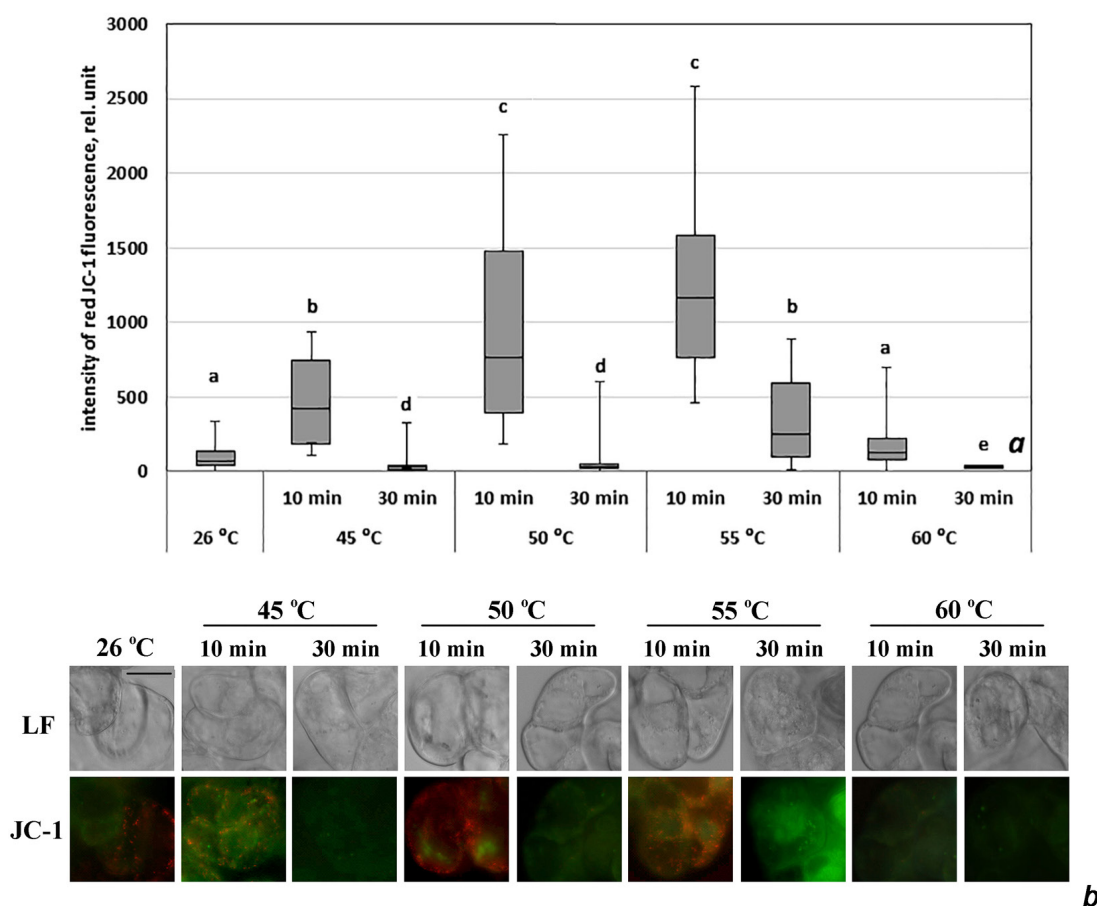 intensity of red JC-1 fluorescence, rel. unit
3000
2500
2000
1500
1000
500
0
a
b
d
c
d
c
b
a
e
a
10 min 30 min 10 min 30 min 10 min 30 min 10 min 30 min
26 °C 45 °C 50 °C 55 °C 60 °C
45 °C 50 °C 55 °C 60 °C
26 °C 10 min 30 min 10 min 30 min 10 min 30 min 10 min 30 min
LF
JC-1
b